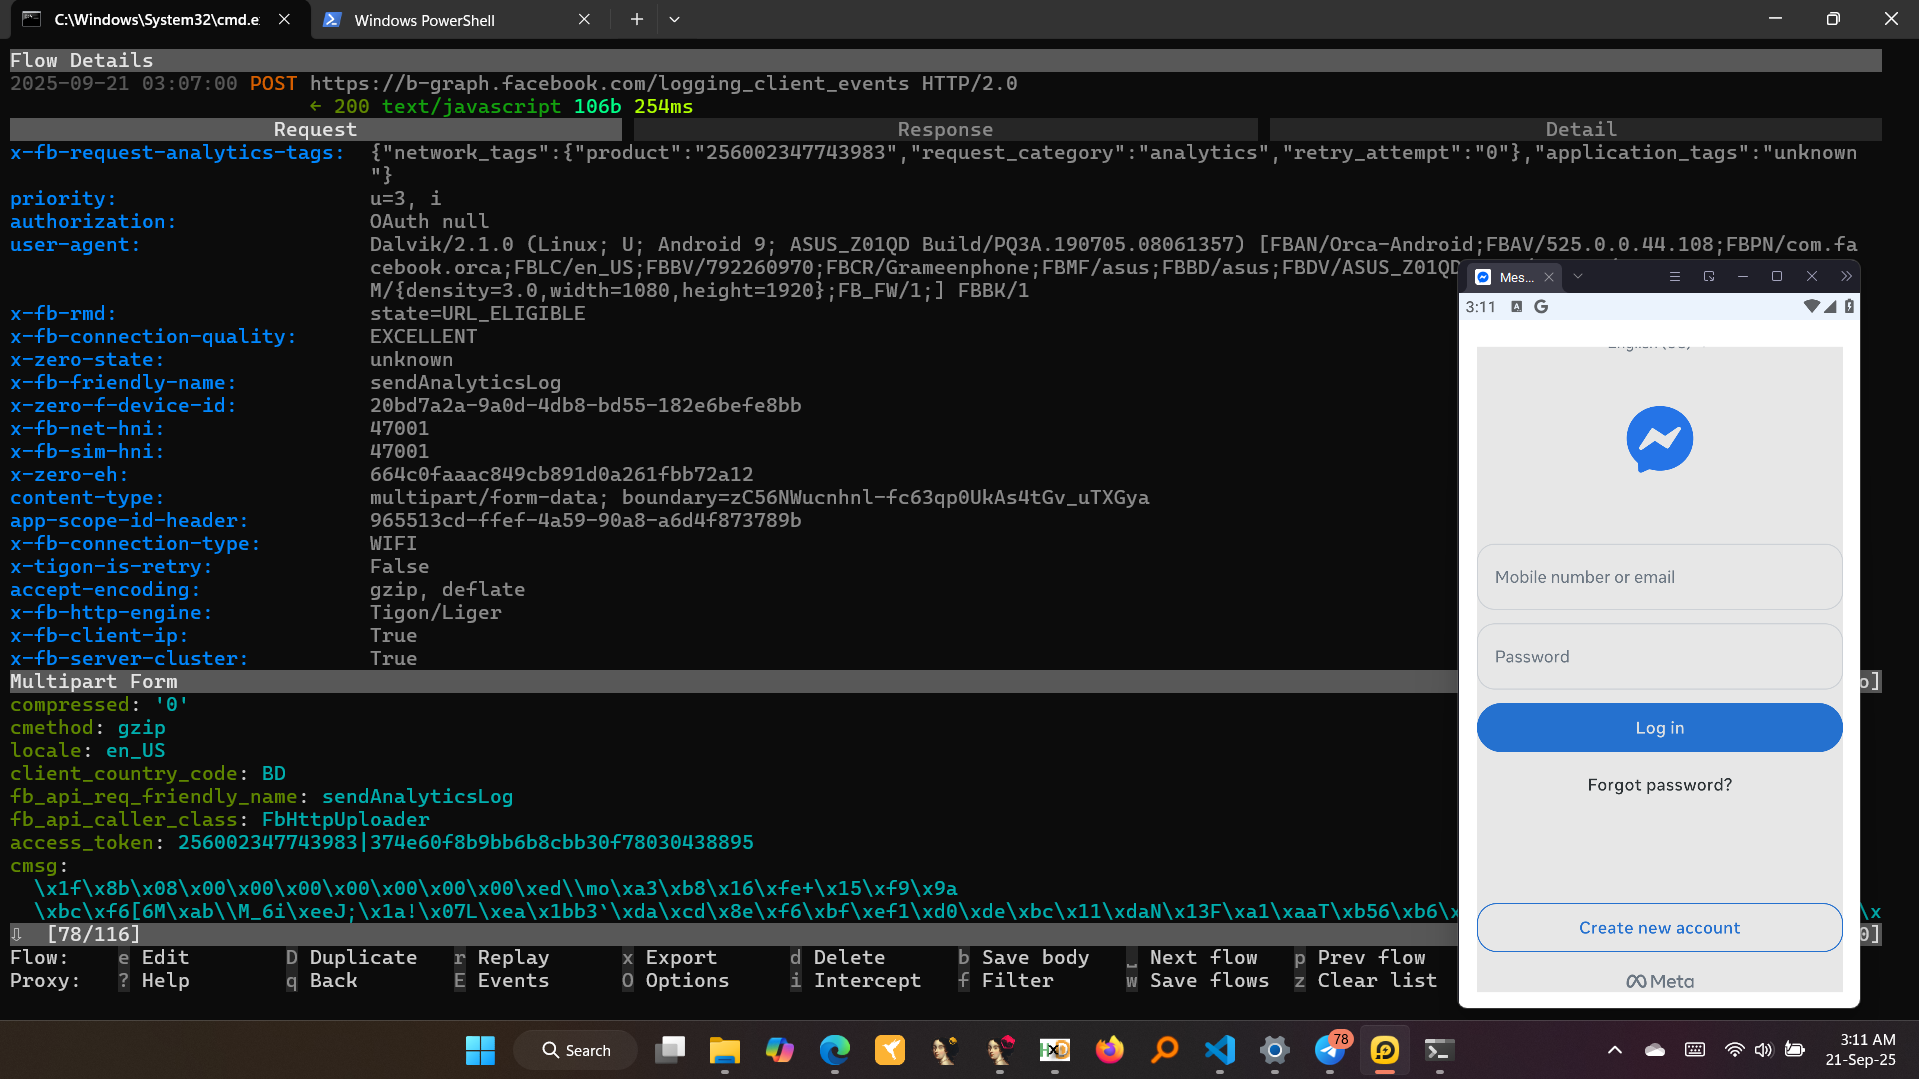 C:\Windows\System32\cmd.e
Windows PowerShell
Flow Details
2025-09-21 03:07:00 POST https://b-graph.facebook.com/logging_client_events HTTP/2.0
← 200 text/javascript 106b 254ms
Request Response Detail
x-fb-request-analytics-tags: {"network_tags":{"product":"256002347743983","request_category":"analytics","retry_attempt":"0"},"application_tags":"unknown
"}
priority: u=3, i
authorization: OAuth null
user-agent: Dalvik/2.1.0 (Linux; U; Android 9; ASUS_Z01QD Build/PQ3A.190705.08061357) [FBAN/Orca-Android;FBAV/525.0.0.44.108;FBPN/com.fa
cebook.orca;FBLC/en_US;FBBV/792260970;FBCR/Grameenphone;FBMF/asus;FBBD/asus;FBDV/ASUS_Z01QD
M/{density=3.0,width=1080,height=1920};FB_FW/1;] FBBK/1
x-fb-rmd: state=URL_ELIGIBLE
x-fb-connection-quality: EXCELLENT
x-zero-state: unknown
x-fb-friendly-name: sendAnalyticsLog
x-zero-f-device-id: 20bd7a2a-9a0d-4db8-bd55-182e6befe8bb
x-fb-net-hni: 47001
x-fb-sim-hni: 47001
x-zero-eh: 664c0faaac849cb891d0a261fbb72a12
content-type: multipart/form-data; boundary=zC56NWucnhnl-fc63qp0UkAs4tGv_uTXGya
app-scope-id-header: 965513cd-ffef-4a59-90a8-a6d4f873789b
x-fb-connection-type: WIFI
x-tigon-is-retry: False
accept-encoding: gzip, deflate
x-fb-http-engine: Tigon/Liger
x-fb-client-ip: True
x-fb-server-cluster: True
Multipart Form o]
compressed: '0'
cmethod: gzip
locale: en_US
client_country_code: BD
fb_api_req_friendly_name: sendAnalyticsLog
fb_api_caller_class: FbHttpUploader
access_token: 256002347743983|374e60f8b9bb6b8cbb30f78030438895
cmsg:
\x1f\x8b\x08\x00\x00\x00\x00\x00\x00\x00\xed\\mo\xa3\xb8\x16\xfe+\x15\xf9\x9a
\xbc\xf6[6M\xab\\M_6i\xeeJ;\x1a!\x07L\xea\x1bb3`\xda\xcd\x8e\xf6\xbf\xef1\xd0\xde\xbc\x11\xdaN\x13F\xa1\xaaT\xb56\xb6\x \x
⇩ [78/116] 0]
Flow: e Edit D Duplicate r Replay x Export d Delete b Save body ␣ Next flow p Prev flow
Proxy: ? Help q Back E Events O Options i Intercept f Filter w Save flows z Clear list
Mes...
3:11 A G
English (US)
Mobile number or email
Password
Log in
Forgot password?
Create new account
Meta
Search
78
3:11 AM
21-Sep-25